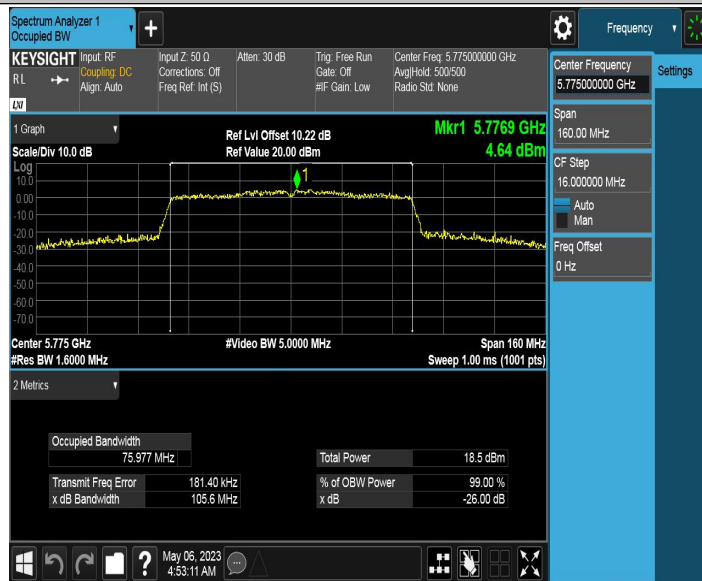 Spectrum Analyzer 1
Occupied BW
+
Frequency
KEYSIGHT
RL
LXI
Input: RF
Coupling: DC
Align: Auto
Input Z: 50 Ω
Corrections: Off
Freq Ref: Int (S)
Atten: 30 dB
Trig: Free Run
Gate: Off
#IF Gain: Low
Center Freq: 5.775000000 GHz
Avg|Hold: 500/500
Radio Std: None
Center Frequency
5.775000000 GHz
Settings
Span
160.00 MHz
CF Step
16.000000 MHz
Auto
Man
Freq Offset
0 Hz
1 Graph
Scale/Div 10.0 dB
Ref Lvl Offset 10.22 dB
Ref Value 20.00 dBm
Mkr1 5.7769 GHz
4.64 dBm
Log
10.0
0.00
-10.0
-20.0
-30.0
-40.0
-50.0
-60.0
-70.0
1
Center 5.775 GHz
#Res BW 1.6000 MHz
#Video BW 5.0000 MHz
Span 160 MHz
Sweep 1.00 ms (1001 pts)
2 Metrics
Occupied Bandwidth
75.977 MHz
Transmit Freq Error 181.40 kHz
x dB Bandwidth 105.6 MHz
Total Power 18.5 dBm
% of OBW Power 99.00 %
x dB -26.00 dB
?
May 06, 2023
4:53:11 AM